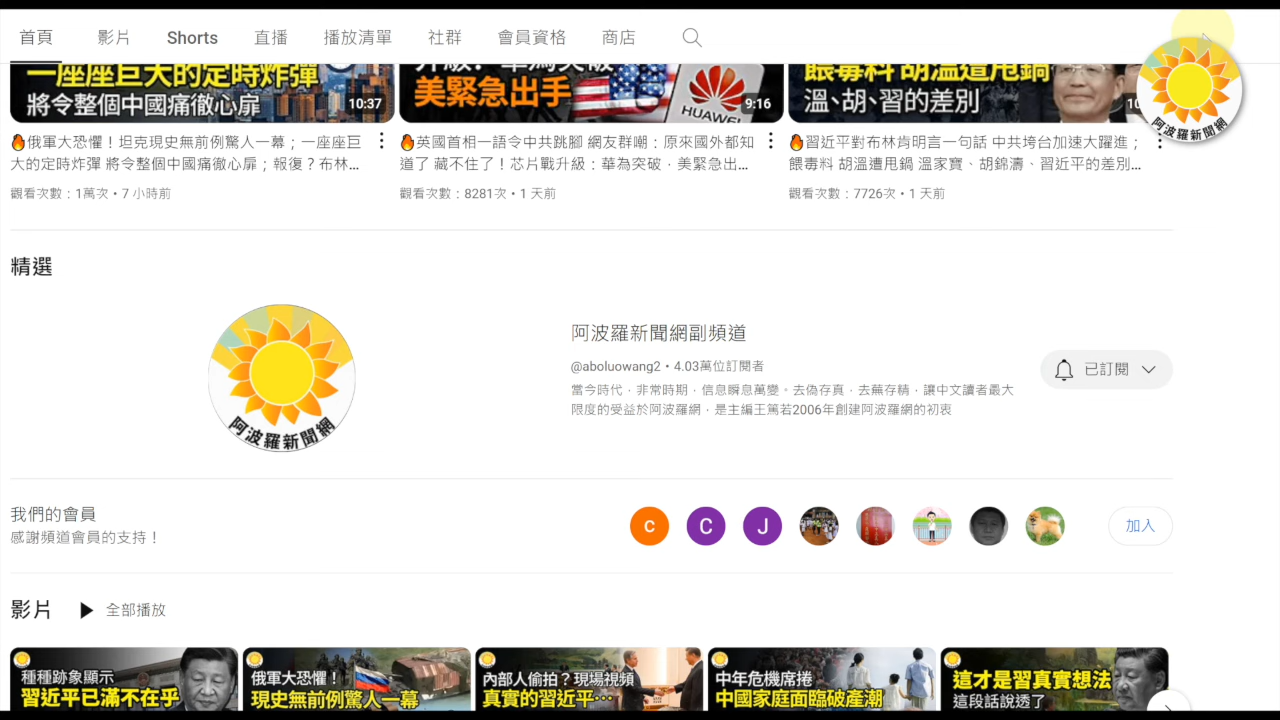 首頁 影片 Shorts 直播 播放清單 社群 會員資格 商店
一座座巨大的定時炸彈
將令整個中國痛徹心扉
10:37
美緊急出手
HUAWEI
9:16
餵毒料 胡溫遭甩鍋
溫、胡、習的差別
10
阿波羅新聞網
🔥俄軍大恐懼！坦克現史無前例驚人一幕；一座座巨
大的定時炸彈 將令整個中國痛徹心扉；報復？布林...
觀看次數：1萬次・7 小時前
🔥英國首相一語令中共跳腳 網友群嘲：原來國外都知
道了 藏不住了！芯片戰升級：華為突破，美緊急出...
觀看次數：8281次・1 天前
🔥習近平對布林肯明言一句話 中共垮台加速大躍進；
餵毒料 胡溫遭甩鍋 溫家寶、胡錦濤、習近平的差別...
觀看次數：7726次・1 天前
精選
阿波羅新聞網
阿波羅新聞網副頻道
@aboluowang2・4.03萬位訂閱者
當今時代，非常時期，信息瞬息萬變。去偽存真，去蕪存精，讓中文讀者最大
限度的受益於阿波羅網，是主編王篤若2006年創建阿波羅網的初衷
已訂閱
我們的會員
感謝頻道會員的支持！
c C J
加入
影片 全部播放
種種跡象顯示
習近平已滿不在乎
俄軍大恐懼！
現史無前例驚人一幕
內部人偷拍？現場視頻
真實的習近平⋯
中年危機席捲
中國家庭面臨破產潮
這才是習真實想法
這段話說透了